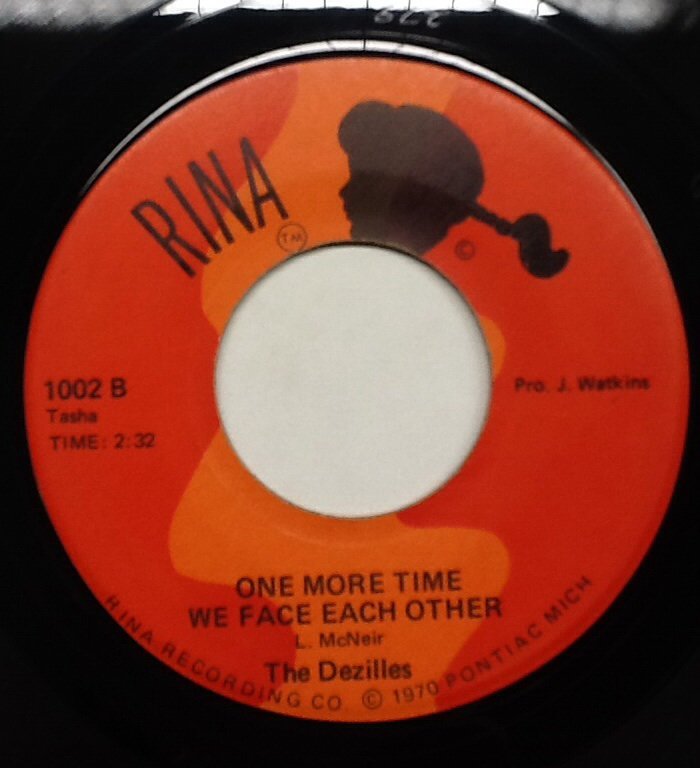 RINA
TM
©
1002 B
Tasha
TIME: 2:32
Pro. J. Watkins
ONE MORE TIME
WE FACE EACH OTHER
L. McNeir
The Dezilles
RINA RECORDING CO. © 1970 PONTIAC MICH